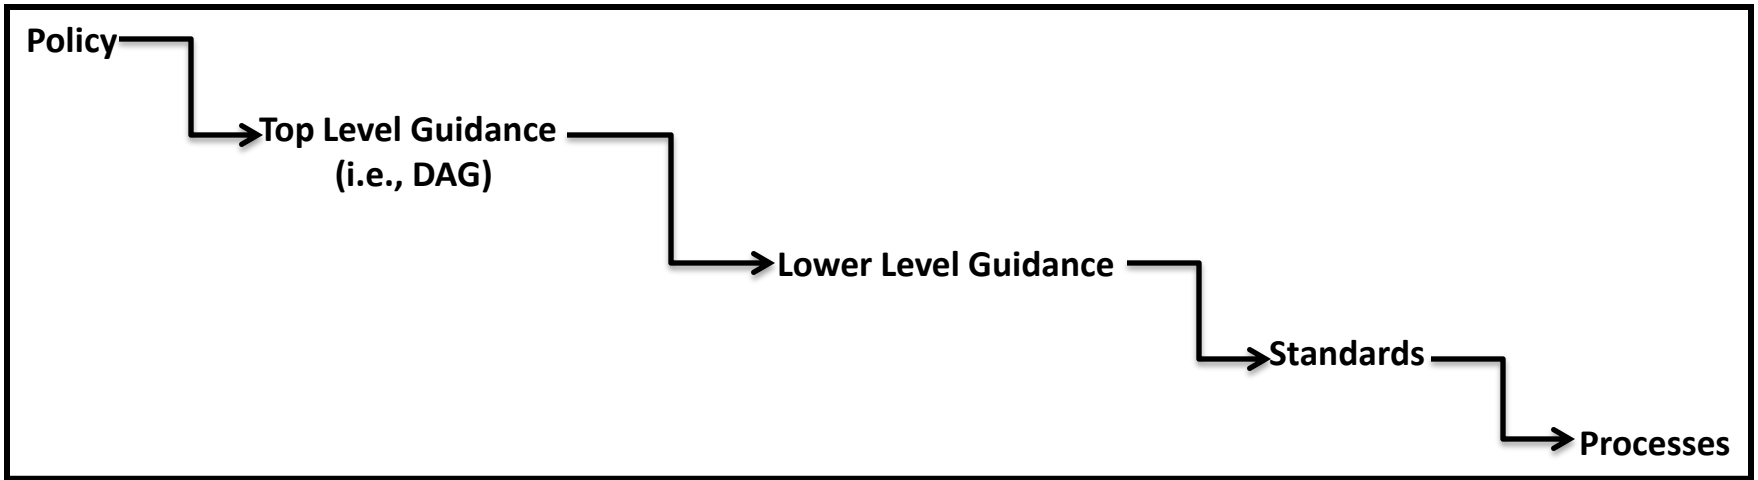 Policy
Top Level Guidance
(i.e., DAG)
Lower Level Guidance
Standards
Processes